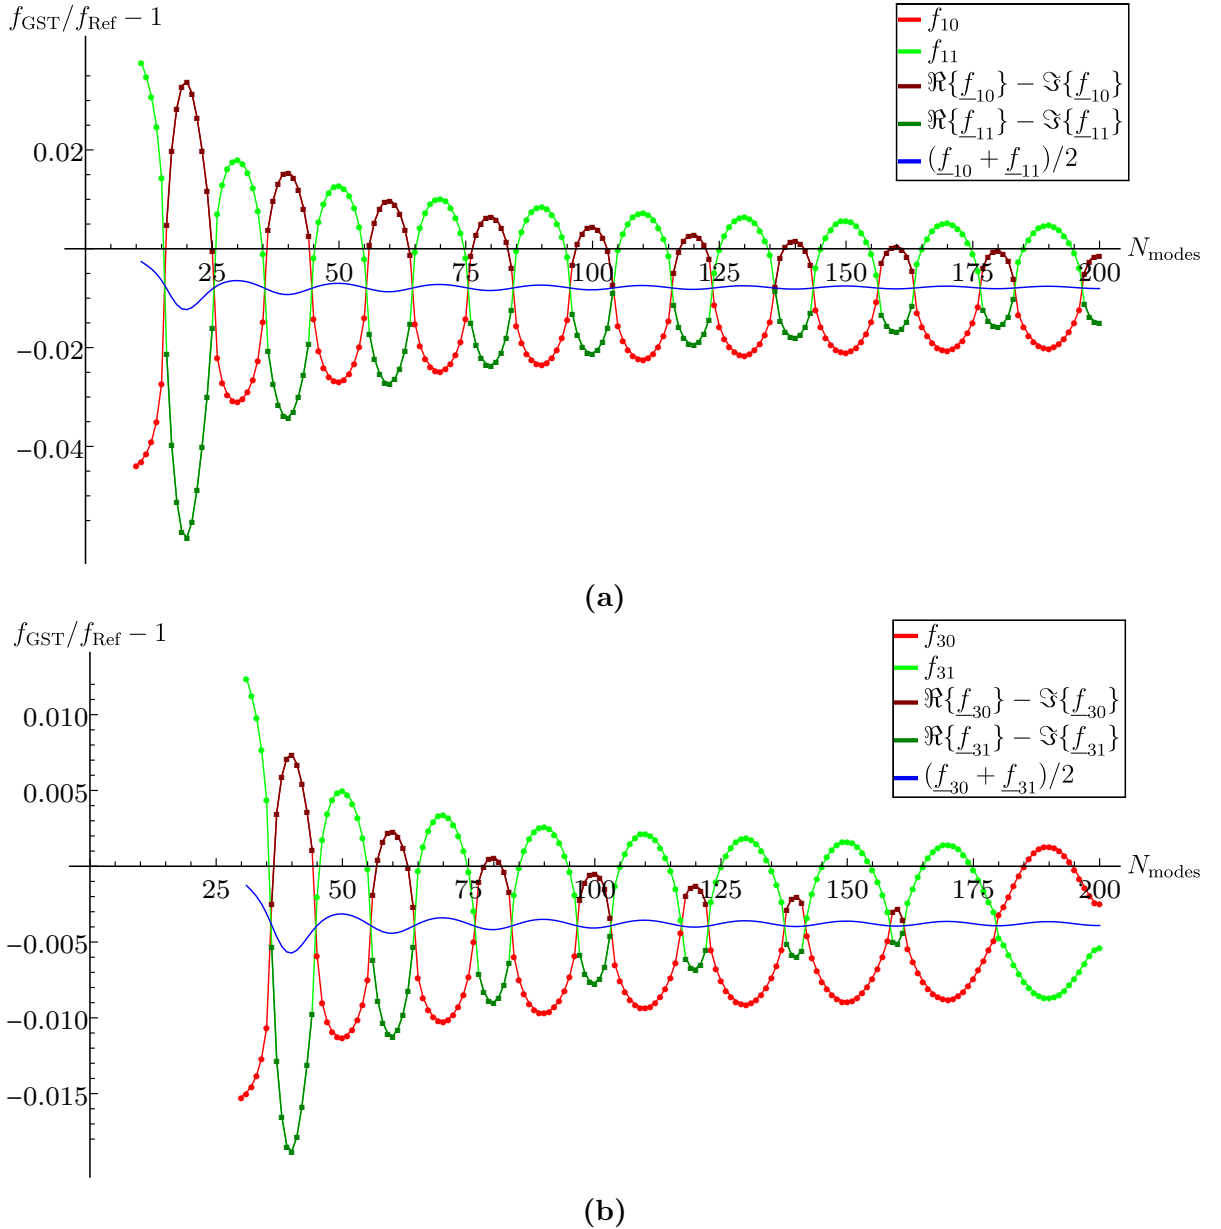 f_GST/f_Ref − 1
f_10
f_11
ℜ{f_10} − ℑ{f_10}
ℜ{f_11} − ℑ{f_11}
(f_10 + f_11)/2
0.02
−0.02
−0.04
25 50 75 100 125 150 175 200
N_modes
(a)
f_GST/f_Ref − 1
f_30
f_31
ℜ{f_30} − ℑ{f_30}
ℜ{f_31} − ℑ{f_31}
(f_30 + f_31)/2
0.010
0.005
−0.005
−0.010
−0.015
25 50 75 100 125 150 175 200
N_modes
(b)